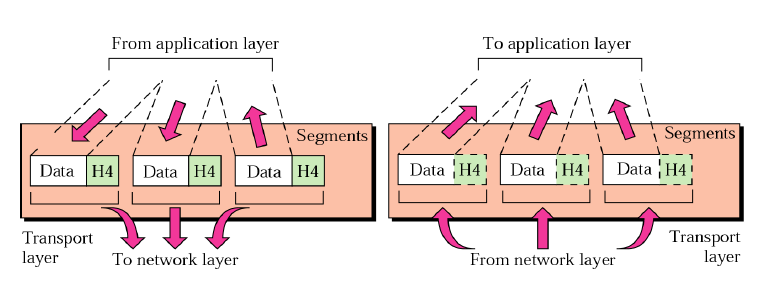 From application layer
To application layer
Segments
Data H4 Data H4 Data H4
Transport layer
To network layer
Segments
Data H4 Data H4 Data H4
From network layer
Transport layer